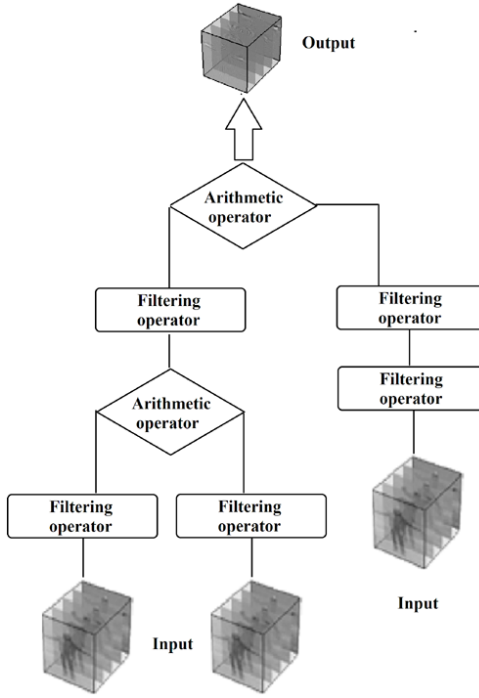 Output
Arithmetic
operator
Filtering
operator
Filtering
operator
Filtering
operator
Arithmetic
operator
Filtering
operator
Filtering
operator
Input
Input